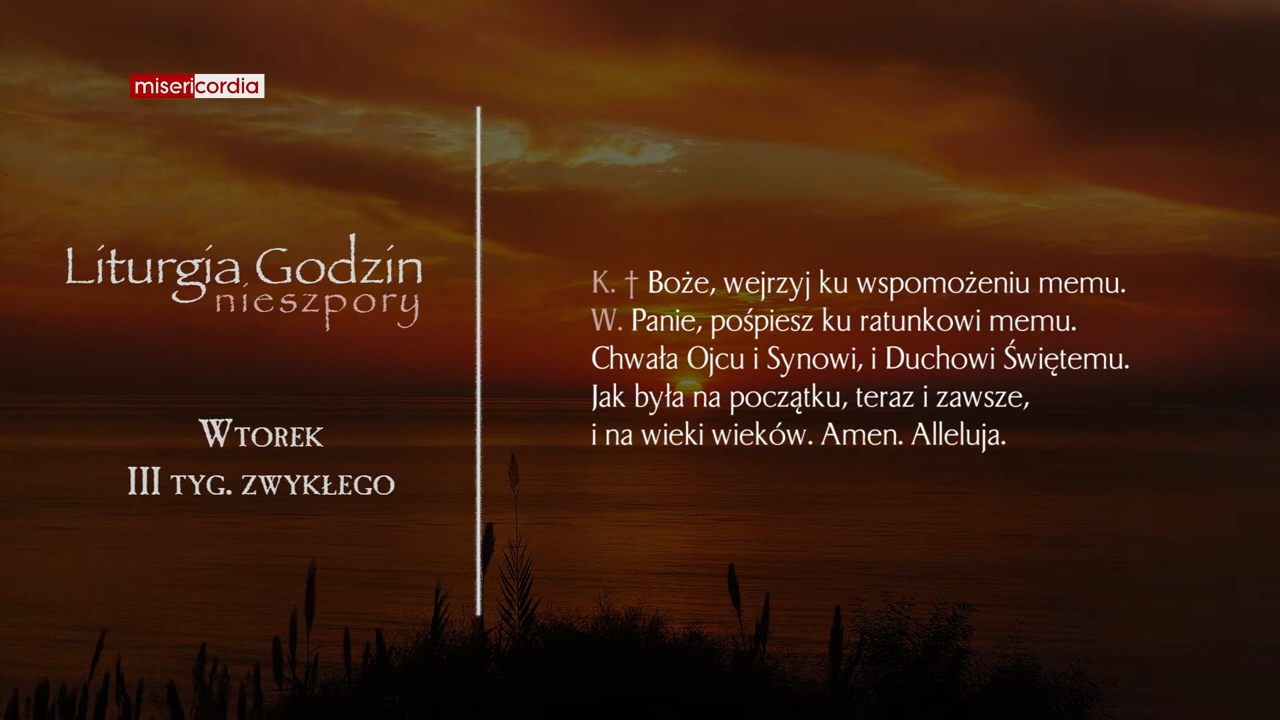 misericordia
Liturgia Godzin
nieszpory
Wtorek
III tyg. zwykłego
K. † Boże, wejrzyj ku wspomożeniu memu.
W. Panie, pośpiesz ku ratunkowi memu.
Chwała Ojcu i Synowi, i Duchowi Świętemu.
Jak była na początku, teraz i zawsze,
i na wieki wieków. Amen. Alleluja.